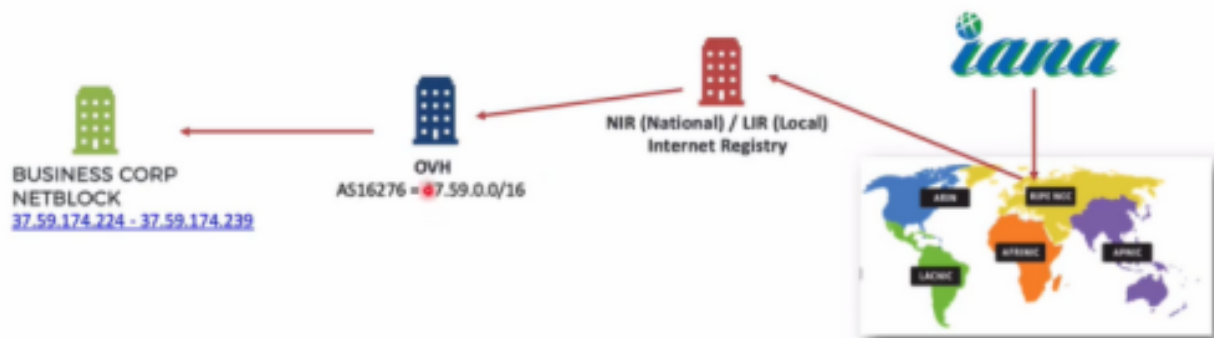 iana
NIR (National) / LIR (Local)
Internet Registry
OVH
AS16276 = 7.59.0.0/16
BUSINESS CORP
NETBLOCK
37.59.174.224 - 37.59.174.239
ARIN
RIPE NCC
AFRINIC
APNIC
LACNIC